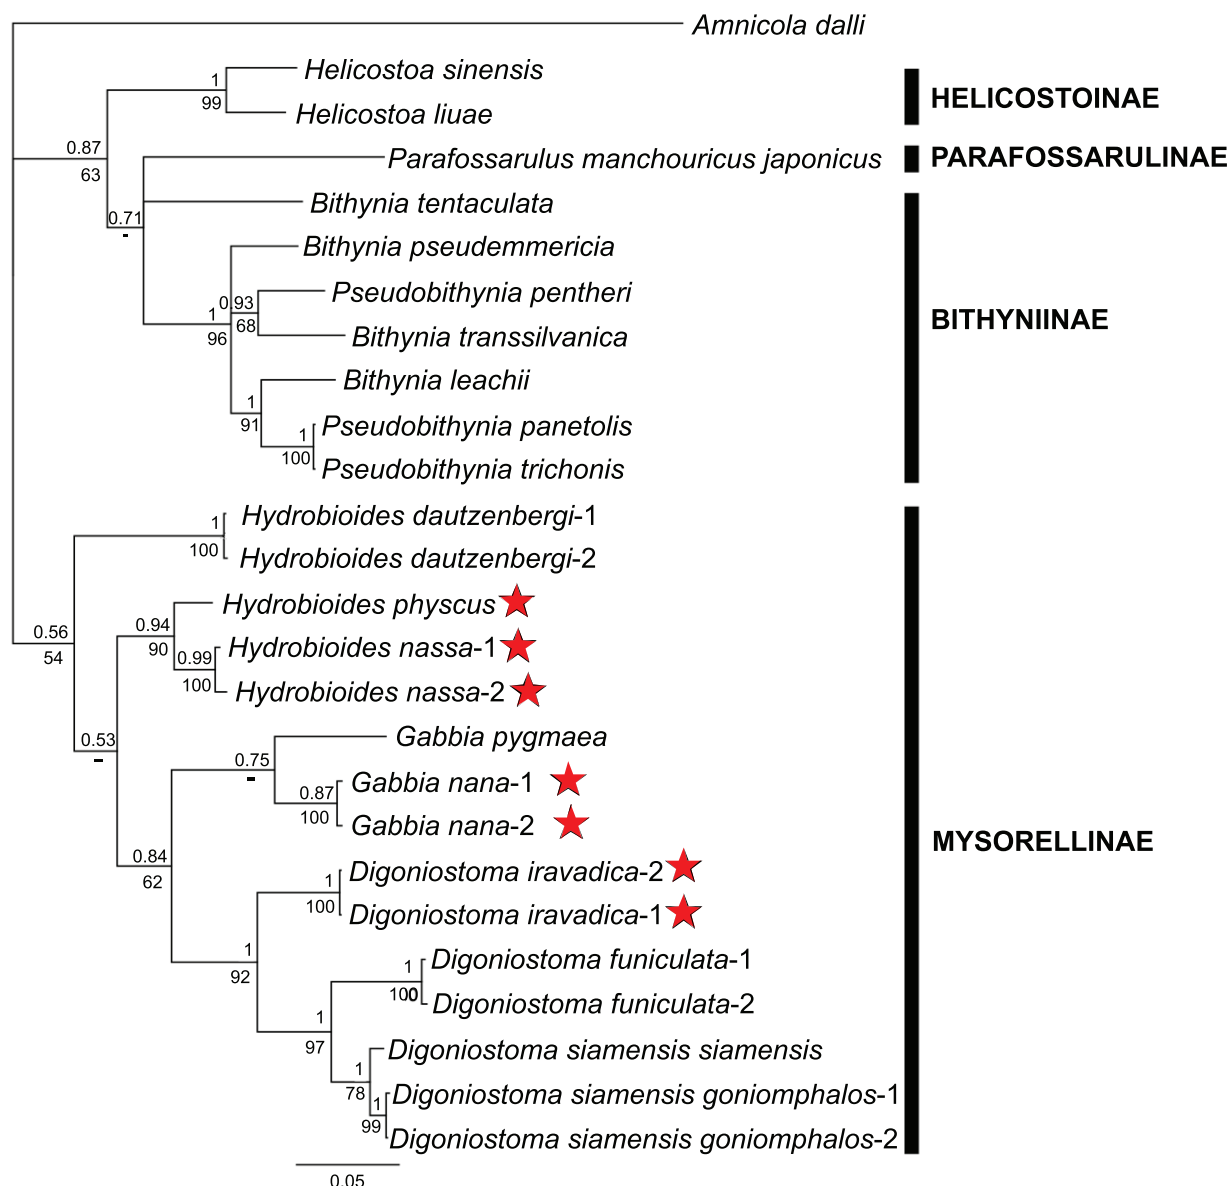 Amnicola dalli
Helicostoa sinensis
1
99
Helicostoa liuae
HELICOSTOINAE
0.87
63
Parafossarulus manchouricus japonicus
PARAFOSSARULINAE
Bithynia tentaculata
0.71
-
Bithynia pseudemmericia
Pseudobithynia pentheri
0.93
68
1
96
Bithynia transsilvanica
BITHYNIINAE
Bithynia leachii
1
91
Pseudobithynia panetolis
1
100
Pseudobithynia trichonis
Hydrobioides dautzenbergi-1
1
100
Hydrobioides dautzenbergi-2
Hydrobioides physcus
0.56
54
0.94
90
Hydrobioides nassa-1
0.99
100
Hydrobioides nassa-2
0.53
-
Gabbia pygmaea
0.75
-
Gabbia nana-1
0.87
100
Gabbia nana-2
MYSORELLINAE
0.84
62
Digoniostoma iravadica-2
1
100
Digoniostoma iravadica-1
1
92
Digoniostoma funiculata-1
1
100
Digoniostoma funiculata-2
1
97
Digoniostoma siamensis siamensis
1
78
Digoniostoma siamensis goniomphalos-1
1
99
Digoniostoma siamensis goniomphalos-2
0.05